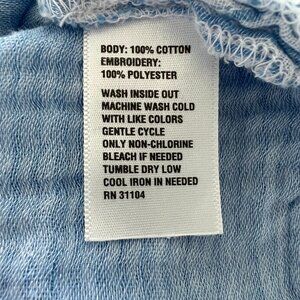 BODY: 100% COTTON
EMBROIDERY:
100% POLYESTER
WASH INSIDE OUT
MACHINE WASH COLD
WITH LIKE COLORS
GENTLE CYCLE
ONLY NON-CHLORINE
BLEACH IF NEEDED
TUMBLE DRY LOW
COOL IRON IN NEEDED
RN 31104